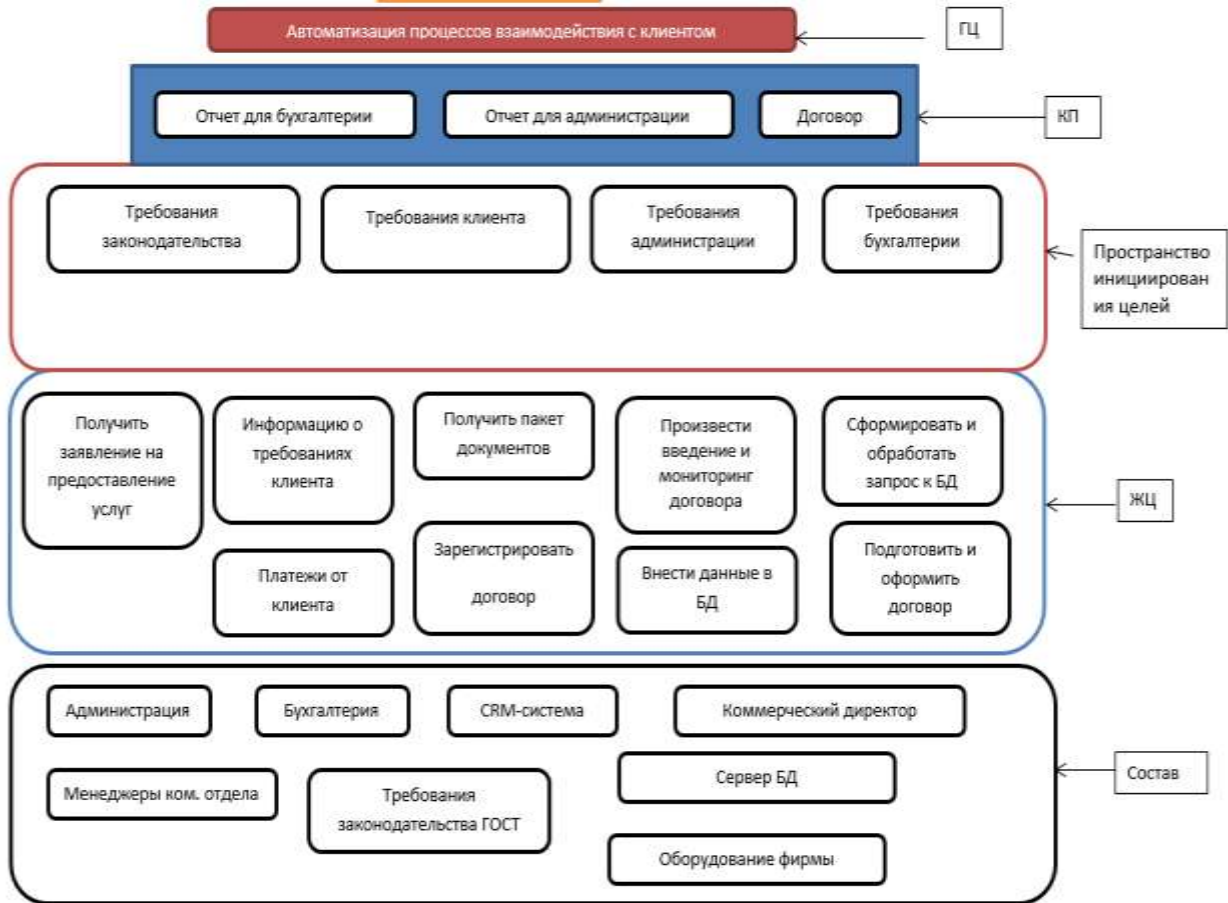 Автоматизация процессов взаимодействия с клиентом
ГЦ
Отчет для бухгалтерии
Отчет для администрации
Договор
КП
Требования
законодательства
Требования клиента
Требования
администрации
Требования
бухгалтерии
Пространство
инициирован
ия целей
Получить
заявление на
предоставление
услуг
Информацию о
требованиях
клиента
Получить пакет
документов
Произвести
введение и
мониторинг
договора
Сформировать и
обработать
запрос к БД
ЖЦ
Платежи от
клиента
Зарегистрировать
договор
Внести данные в
БД
Подготовить и
оформить
договор
Администрация
Бухгалтерия
CRM-система
Коммерческий директор
Менеджеры ком. отдела
Требования
законодательства ГОСТ
Сервер БД
Состав
Оборудование фирмы